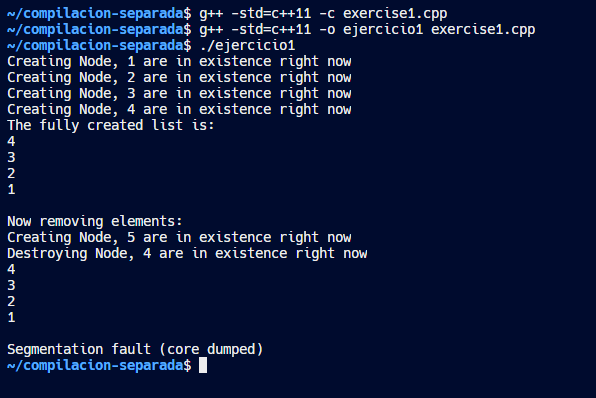 ~/compilacion-separada$ g++ -std=c++11 -c exercise1.cpp
~/compilacion-separada$ g++ -std=c++11 -o ejercicio1 exercise1.cpp
~/compilacion-separada$ ./ejercicio1
Creating Node, 1 are in existence right now
Creating Node, 2 are in existence right now
Creating Node, 3 are in existence right now
Creating Node, 4 are in existence right now
The fully created list is:
4
3
2
1

Now removing elements:
Creating Node, 5 are in existence right now
Destroying Node, 4 are in existence right now
4
3
2
1

Segmentation fault (core dumped)
~/compilacion-separada$